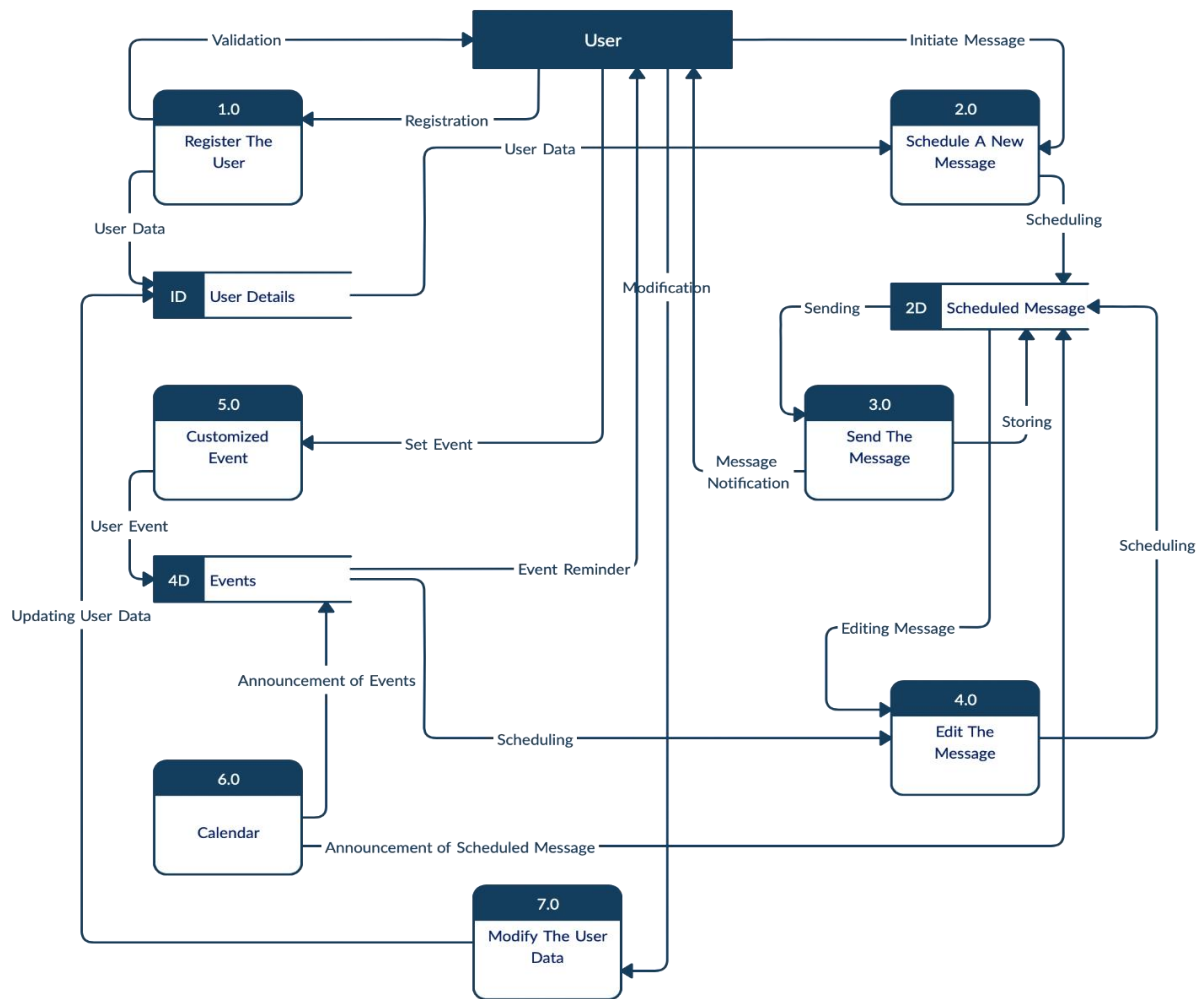 Validation
User
Initiate Message
1.0
Register The
User
Registration
2.0
Schedule A New
Message
User Data
Scheduling
User Data
ID
User Details
Modification
Sending
2D
Scheduled Message
5.0
Customized
Event
Set Event
3.0
Send The
Message
Storing
Message
Notification
User Event
Scheduling
4D
Events
Event Reminder
Updating User Data
Editing Message
Announcement of Events
4.0
Edit The
Message
Scheduling
6.0
Calendar
Announcement of Scheduled Message
7.0
Modify The User
Data